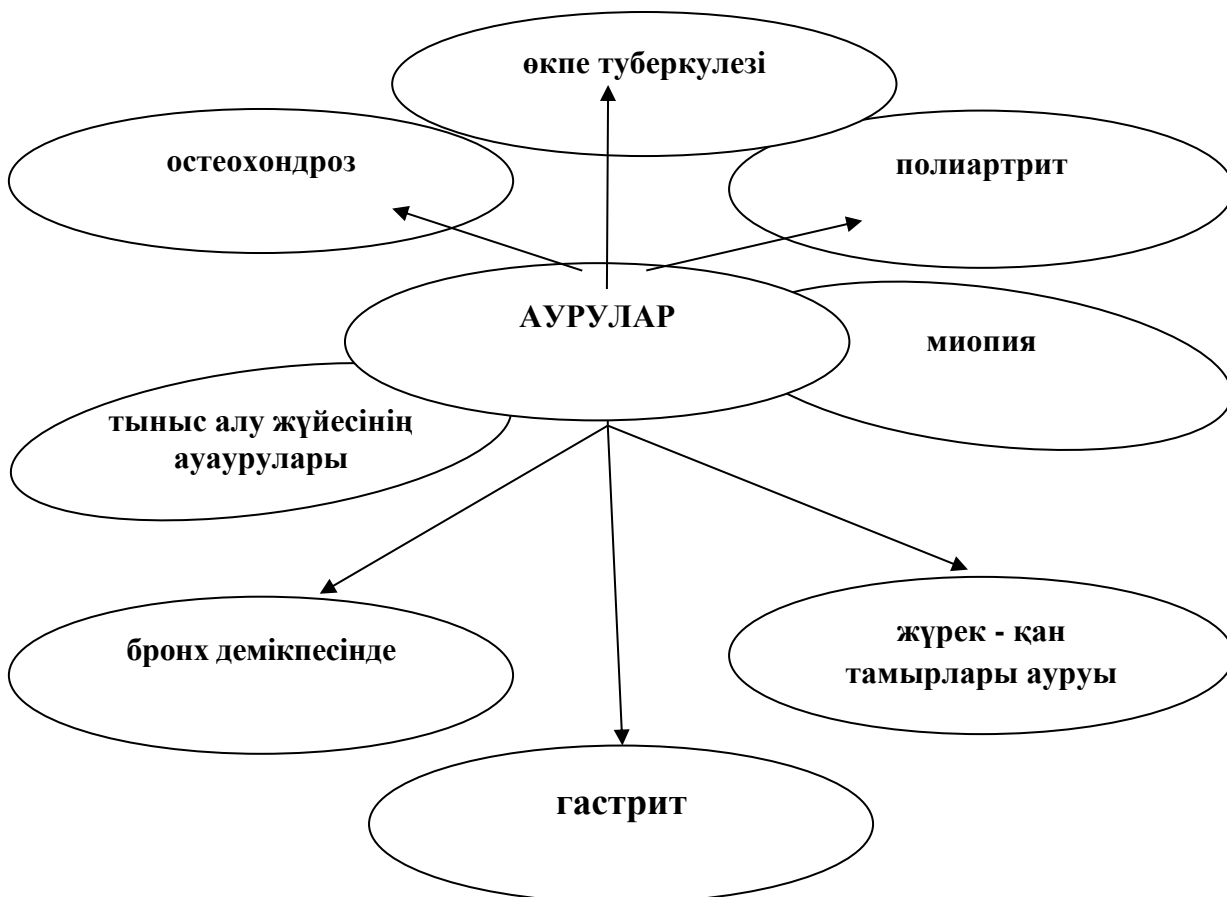 өкпе туберкулезі
остеохондроз
полиартрит
АУРУЛАР
миопия
тыныс алу жүйесінің
ауаурулары
бронх демікпесінде
жүрек - қан
тамырлары ауруы
гастрит